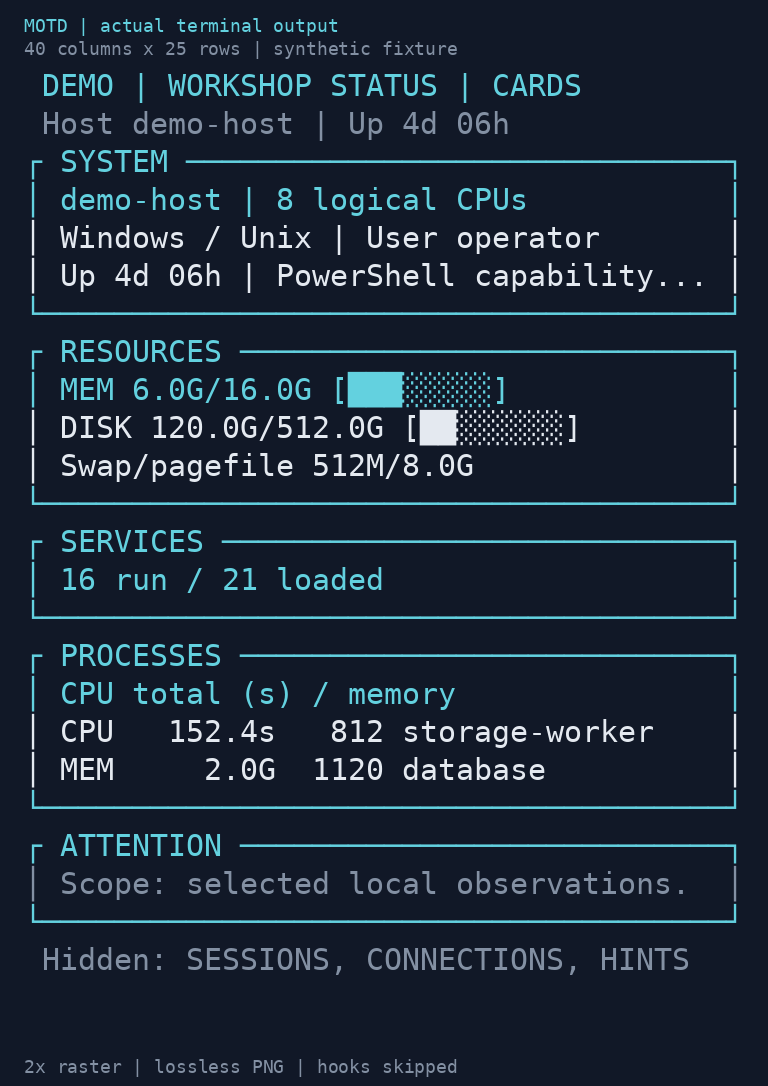 MOTD | actual terminal output
40 columns x 25 rows | synthetic fixture
DEMO | WORKSHOP STATUS | CARDS
Host demo-host | Up 4d 06h
SYSTEM
demo-host | 8 logical CPUs
Windows / Unix | User operator
Up 4d 06h | PowerShell capability...
RESOURCES
MEM 6.0G/16.0G [███░░░░░]
DISK 120.0G/512.0G [██░░░░░░]
Swap/pagefile 512M/8.0G
SERVICES
16 run / 21 loaded
PROCESSES
CPU total (s) / memory
CPU   152.4s   812 storage-worker
MEM     2.0G  1120 database
ATTENTION
Scope: selected local observations.
Hidden: SESSIONS, CONNECTIONS, HINTS
2x raster | lossless PNG | hooks skipped